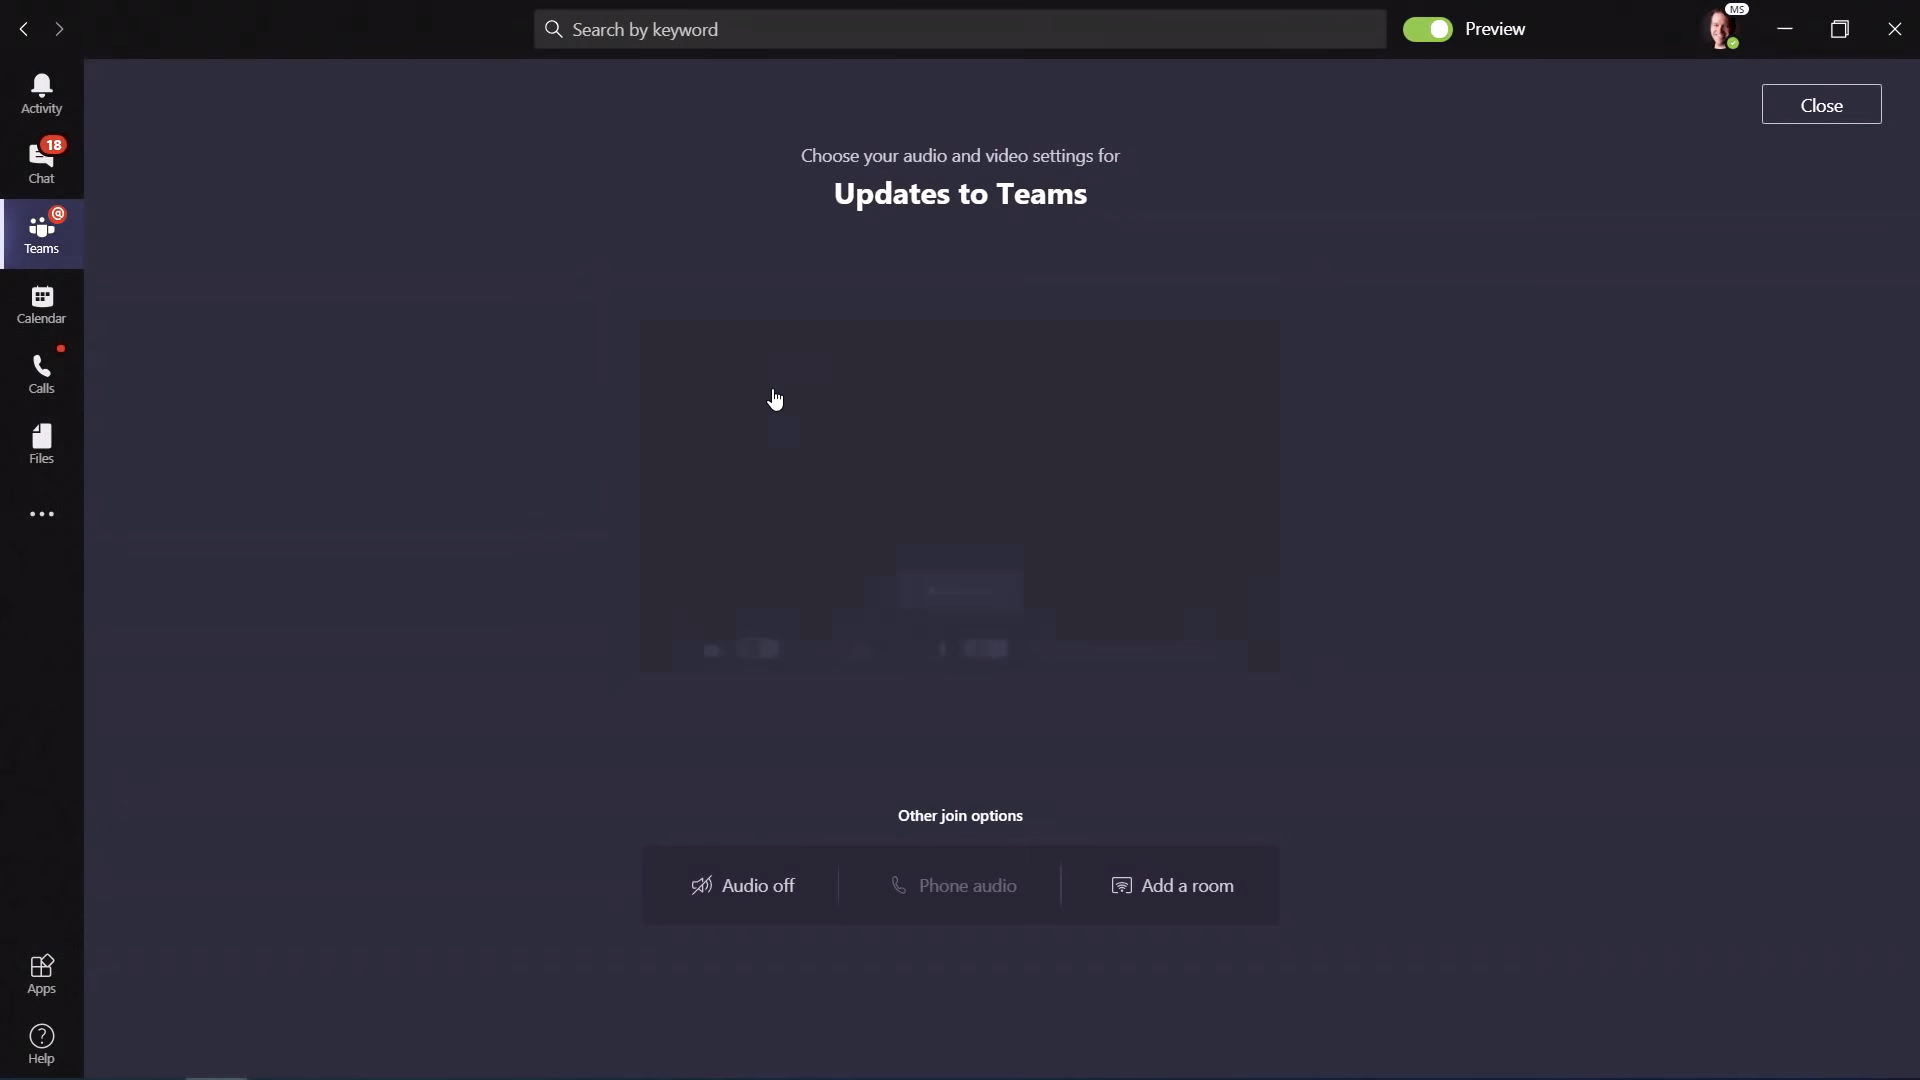 Search by keyword
Preview
MS
Activity
18
Chat
@
Teams
Calendar
Calls
Files
Apps
Help
Close
Choose your audio and video settings for
Updates to Teams
Other join options
Audio off
Phone audio
Add a room